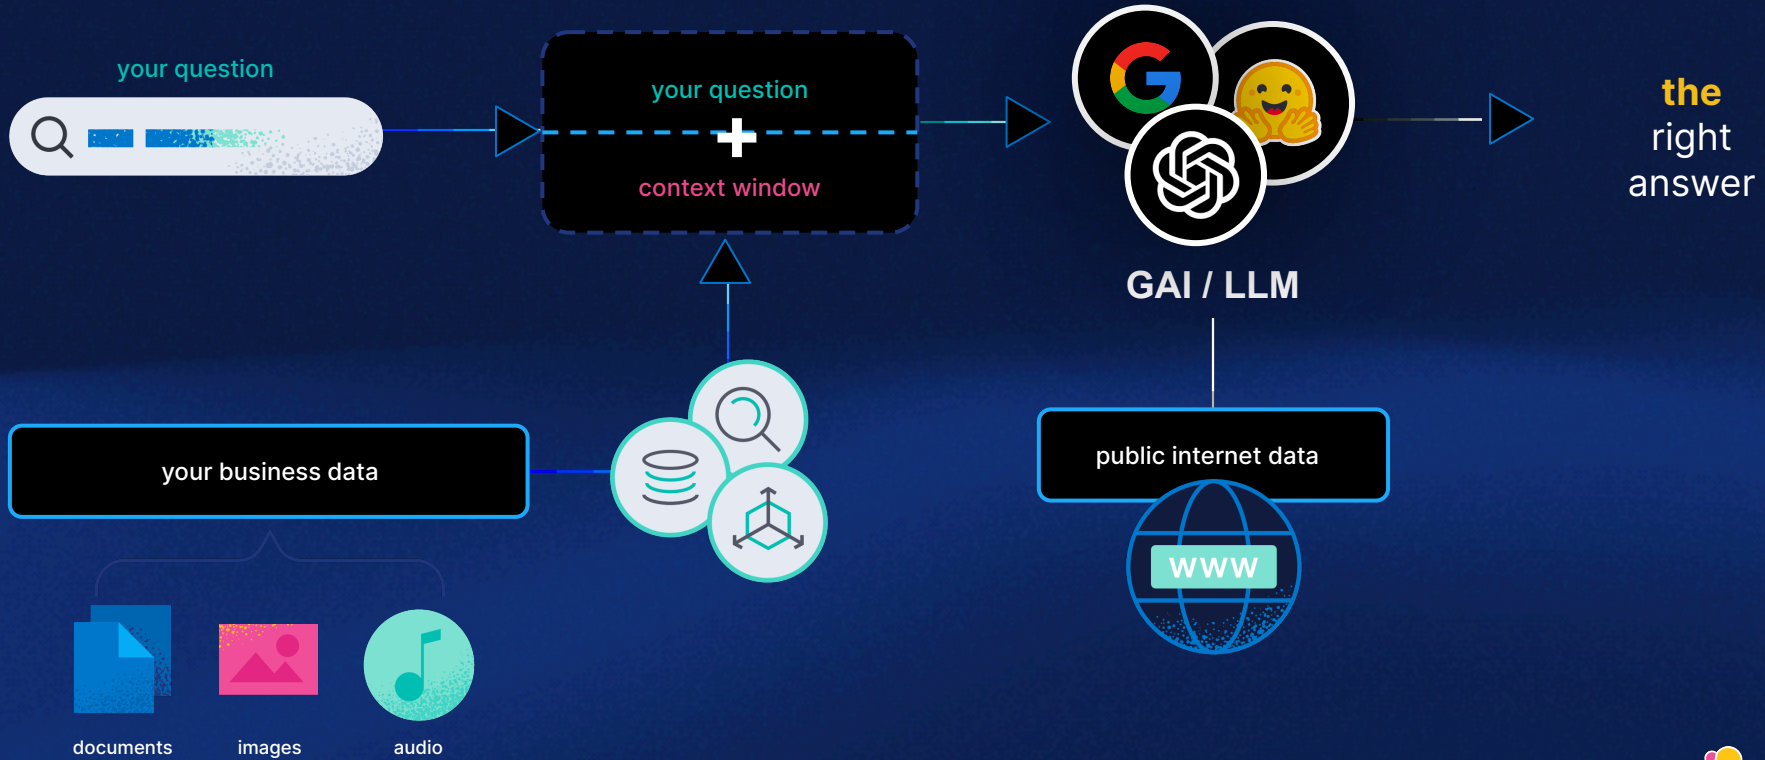 your question
your question
context window
GAI / LLM
the
right
answer
your business data
public internet data
WWW
documents
images
audio